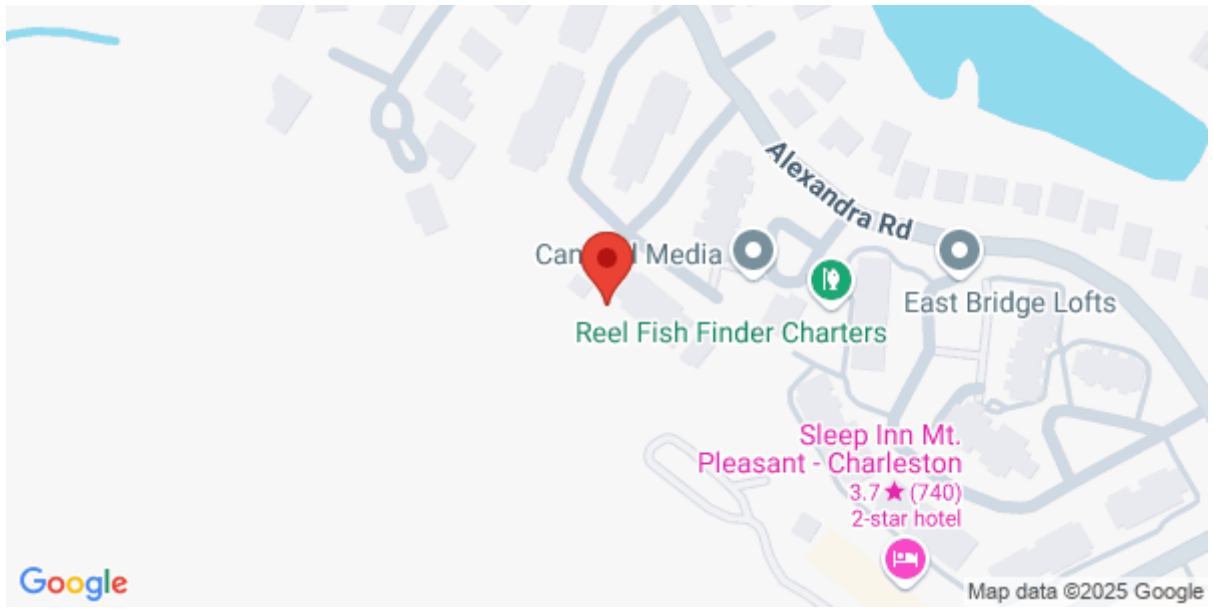 Alexandra Rd
Media
East Bridge Lofts
Reel Fish Finder Charters
Sleep Inn Mt.
Pleasant - Charleston
3.7★(740)
2-star hotel
Google
Map data ©2025 Google